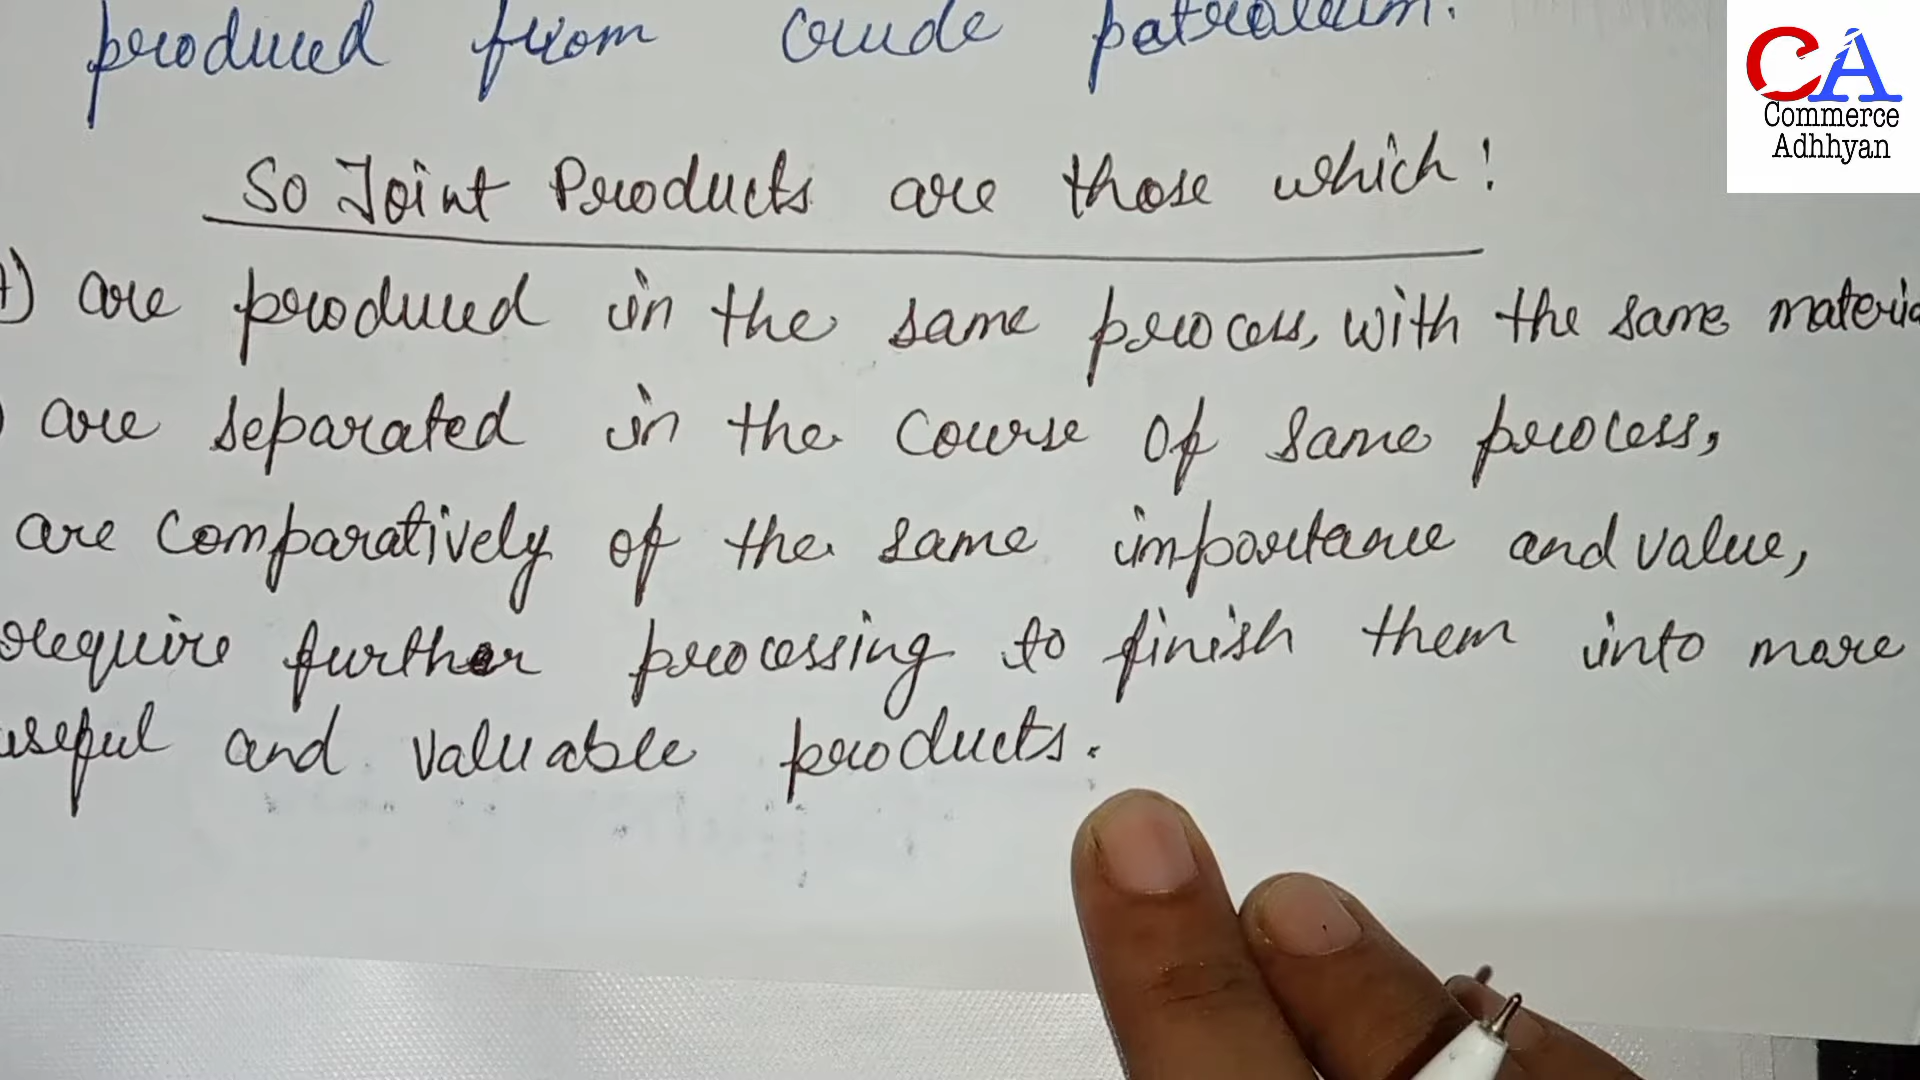 produced from crude patroleum.
CA
Commerce
Adhhyan
So Joint Products are those which!
) are produced in the same process, with the same materia
) are separated in the course of same process,
are comparatively of the same importance and value,
require further processing to finish them into more
useful and valuable products.